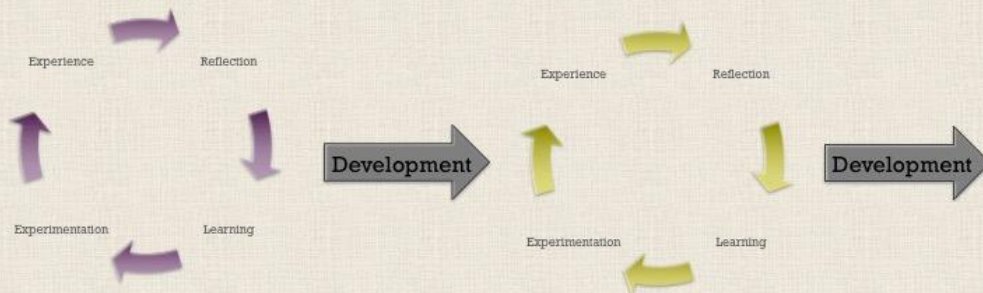 Experience
Reflection
Experimentation
Learning
Development
Experience
Reflection
Experimentation
Learning
Development